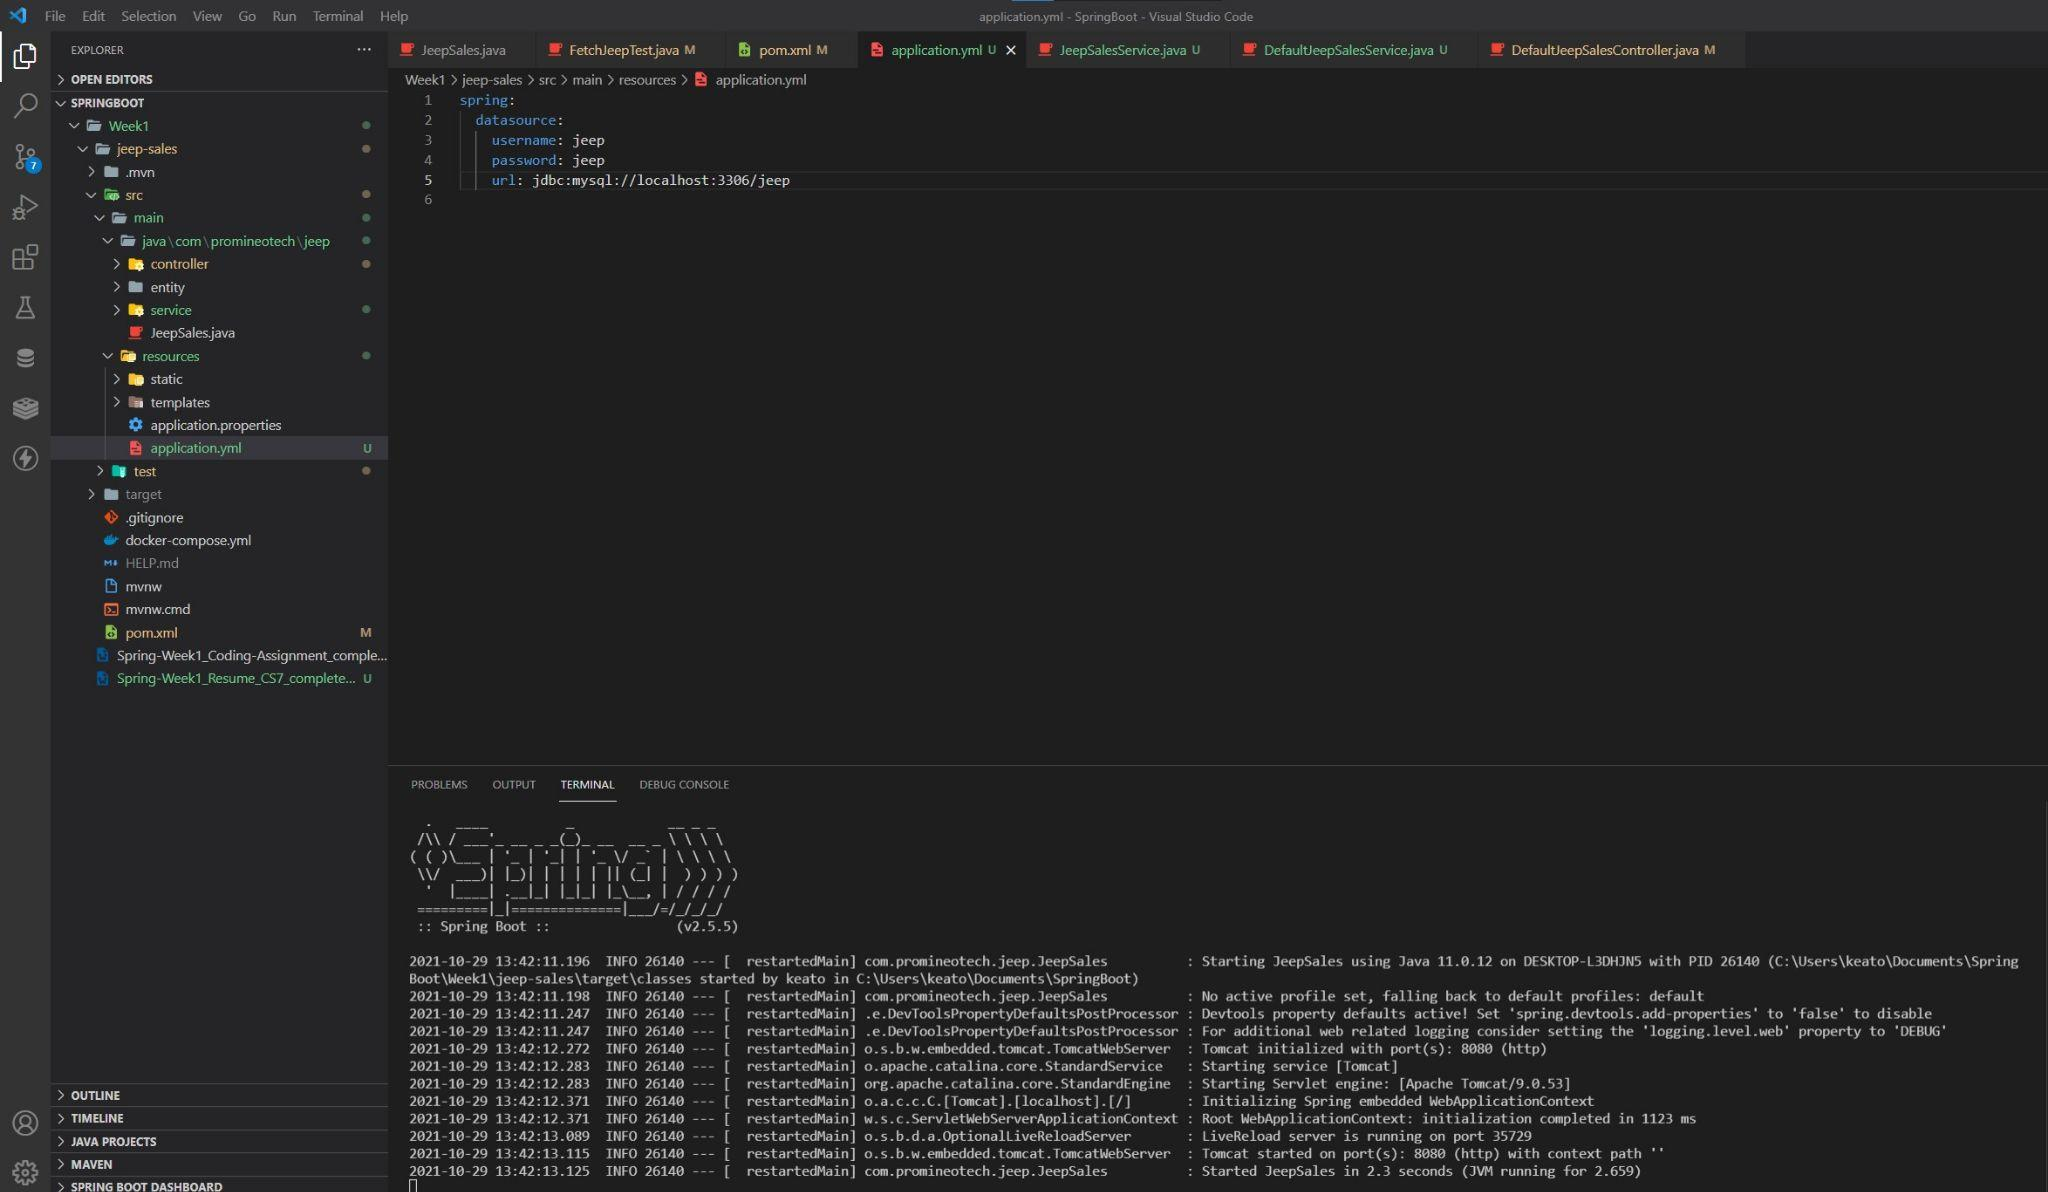 File Edit Selection View Go Run Terminal Help
application.yml - SpringBoot - Visual Studio Code
EXPLORER
OPEN EDITORS
SPRINGBOOT
Week1
jeep-sales
.mvn
src
main
java\com\promineotech\jeep
controller
entity
service
JeepSales.java
resources
static
templates
application.properties
application.yml U
test
target
.gitignore
docker-compose.yml
HELP.md
mvnw
mvnw.cmd
pom.xml M
Spring-Week1_Coding-Assignment_comple...
Spring-Week1_Resume_CS7_complete... U
OUTLINE
TIMELINE
JAVA PROJECTS
MAVEN
SPRING BOOT DASHBOARD
7
JeepSales.java FetchJeepTest.java M pom.xml M application.yml U JeepSalesService.java U DefaultJeepSalesService.java U DefaultJeepSalesController.java M
Week1 > jeep-sales > src > main > resources > application.yml
1 spring:
2 datasource:
3 username: jeep
4 password: jeep
5 url: jdbc:mysql://localhost:3306/jeep
6
PROBLEMS OUTPUT TERMINAL DEBUG CONSOLE
Spring
:: Spring Boot :: (v2.5.5)
2021-10-29 13:42:11.196 INFO 26140 --- [ restartedMain] com.promineotech.jeep.JeepSales : Starting JeepSales using Java 11.0.12 on DESKTOP-L3DHJN5 with PID 26140 (C:\Users\keato\Documents\Spring
Boot\Week1\jeep-sales\target\classes started by keato in C:\Users\keato\Documents\SpringBoot)
2021-10-29 13:42:11.198 INFO 26140 --- [ restartedMain] com.promineotech.jeep.JeepSales : No active profile set, falling back to default profiles: default
2021-10-29 13:42:11.247 INFO 26140 --- [ restartedMain] .e.DevToolsPropertyDefaultsPostProcessor : Devtools property defaults active! Set 'spring.devtools.add-properties' to 'false' to disable
2021-10-29 13:42:11.247 INFO 26140 --- [ restartedMain] .e.DevToolsPropertyDefaultsPostProcessor : For additional web related logging consider setting the 'logging.level.web' property to 'DEBUG'
2021-10-29 13:42:12.272 INFO 26140 --- [ restartedMain] o.s.b.w.embedded.tomcat.TomcatWebServer : Tomcat initialized with port(s): 8080 (http)
2021-10-29 13:42:12.283 INFO 26140 --- [ restartedMain] o.apache.catalina.core.StandardService : Starting service [Tomcat]
2021-10-29 13:42:12.283 INFO 26140 --- [ restartedMain] org.apache.catalina.core.StandardEngine : Starting Servlet engine: [Apache Tomcat/9.0.53]
2021-10-29 13:42:12.371 INFO 26140 --- [ restartedMain] o.a.c.c.C.[Tomcat].[localhost].[/] : Initializing Spring embedded WebApplicationContext
2021-10-29 13:42:12.371 INFO 26140 --- [ restartedMain] w.s.c.ServletWebServerApplicationContext : Root WebApplicationContext: initialization completed in 1123 ms
2021-10-29 13:42:13.089 INFO 26140 --- [ restartedMain] o.s.b.d.a.OptionalLiveReloadServer : LiveReload server is running on port 35729
2021-10-29 13:42:13.115 INFO 26140 --- [ restartedMain] o.s.b.w.embedded.tomcat.TomcatWebServer : Tomcat started on port(s): 8080 (http) with context path ''
2021-10-29 13:42:13.125 INFO 26140 --- [ restartedMain] com.promineotech.jeep.JeepSales : Started JeepSales in 2.3 seconds (JVM running for 2.659)